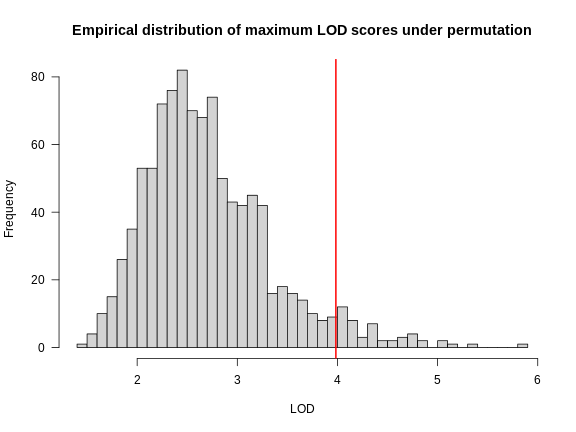 Empirical distribution of maximum LOD scores under permutation
Frequency
80
60
40
20
0
2 3 4 5 6
LOD